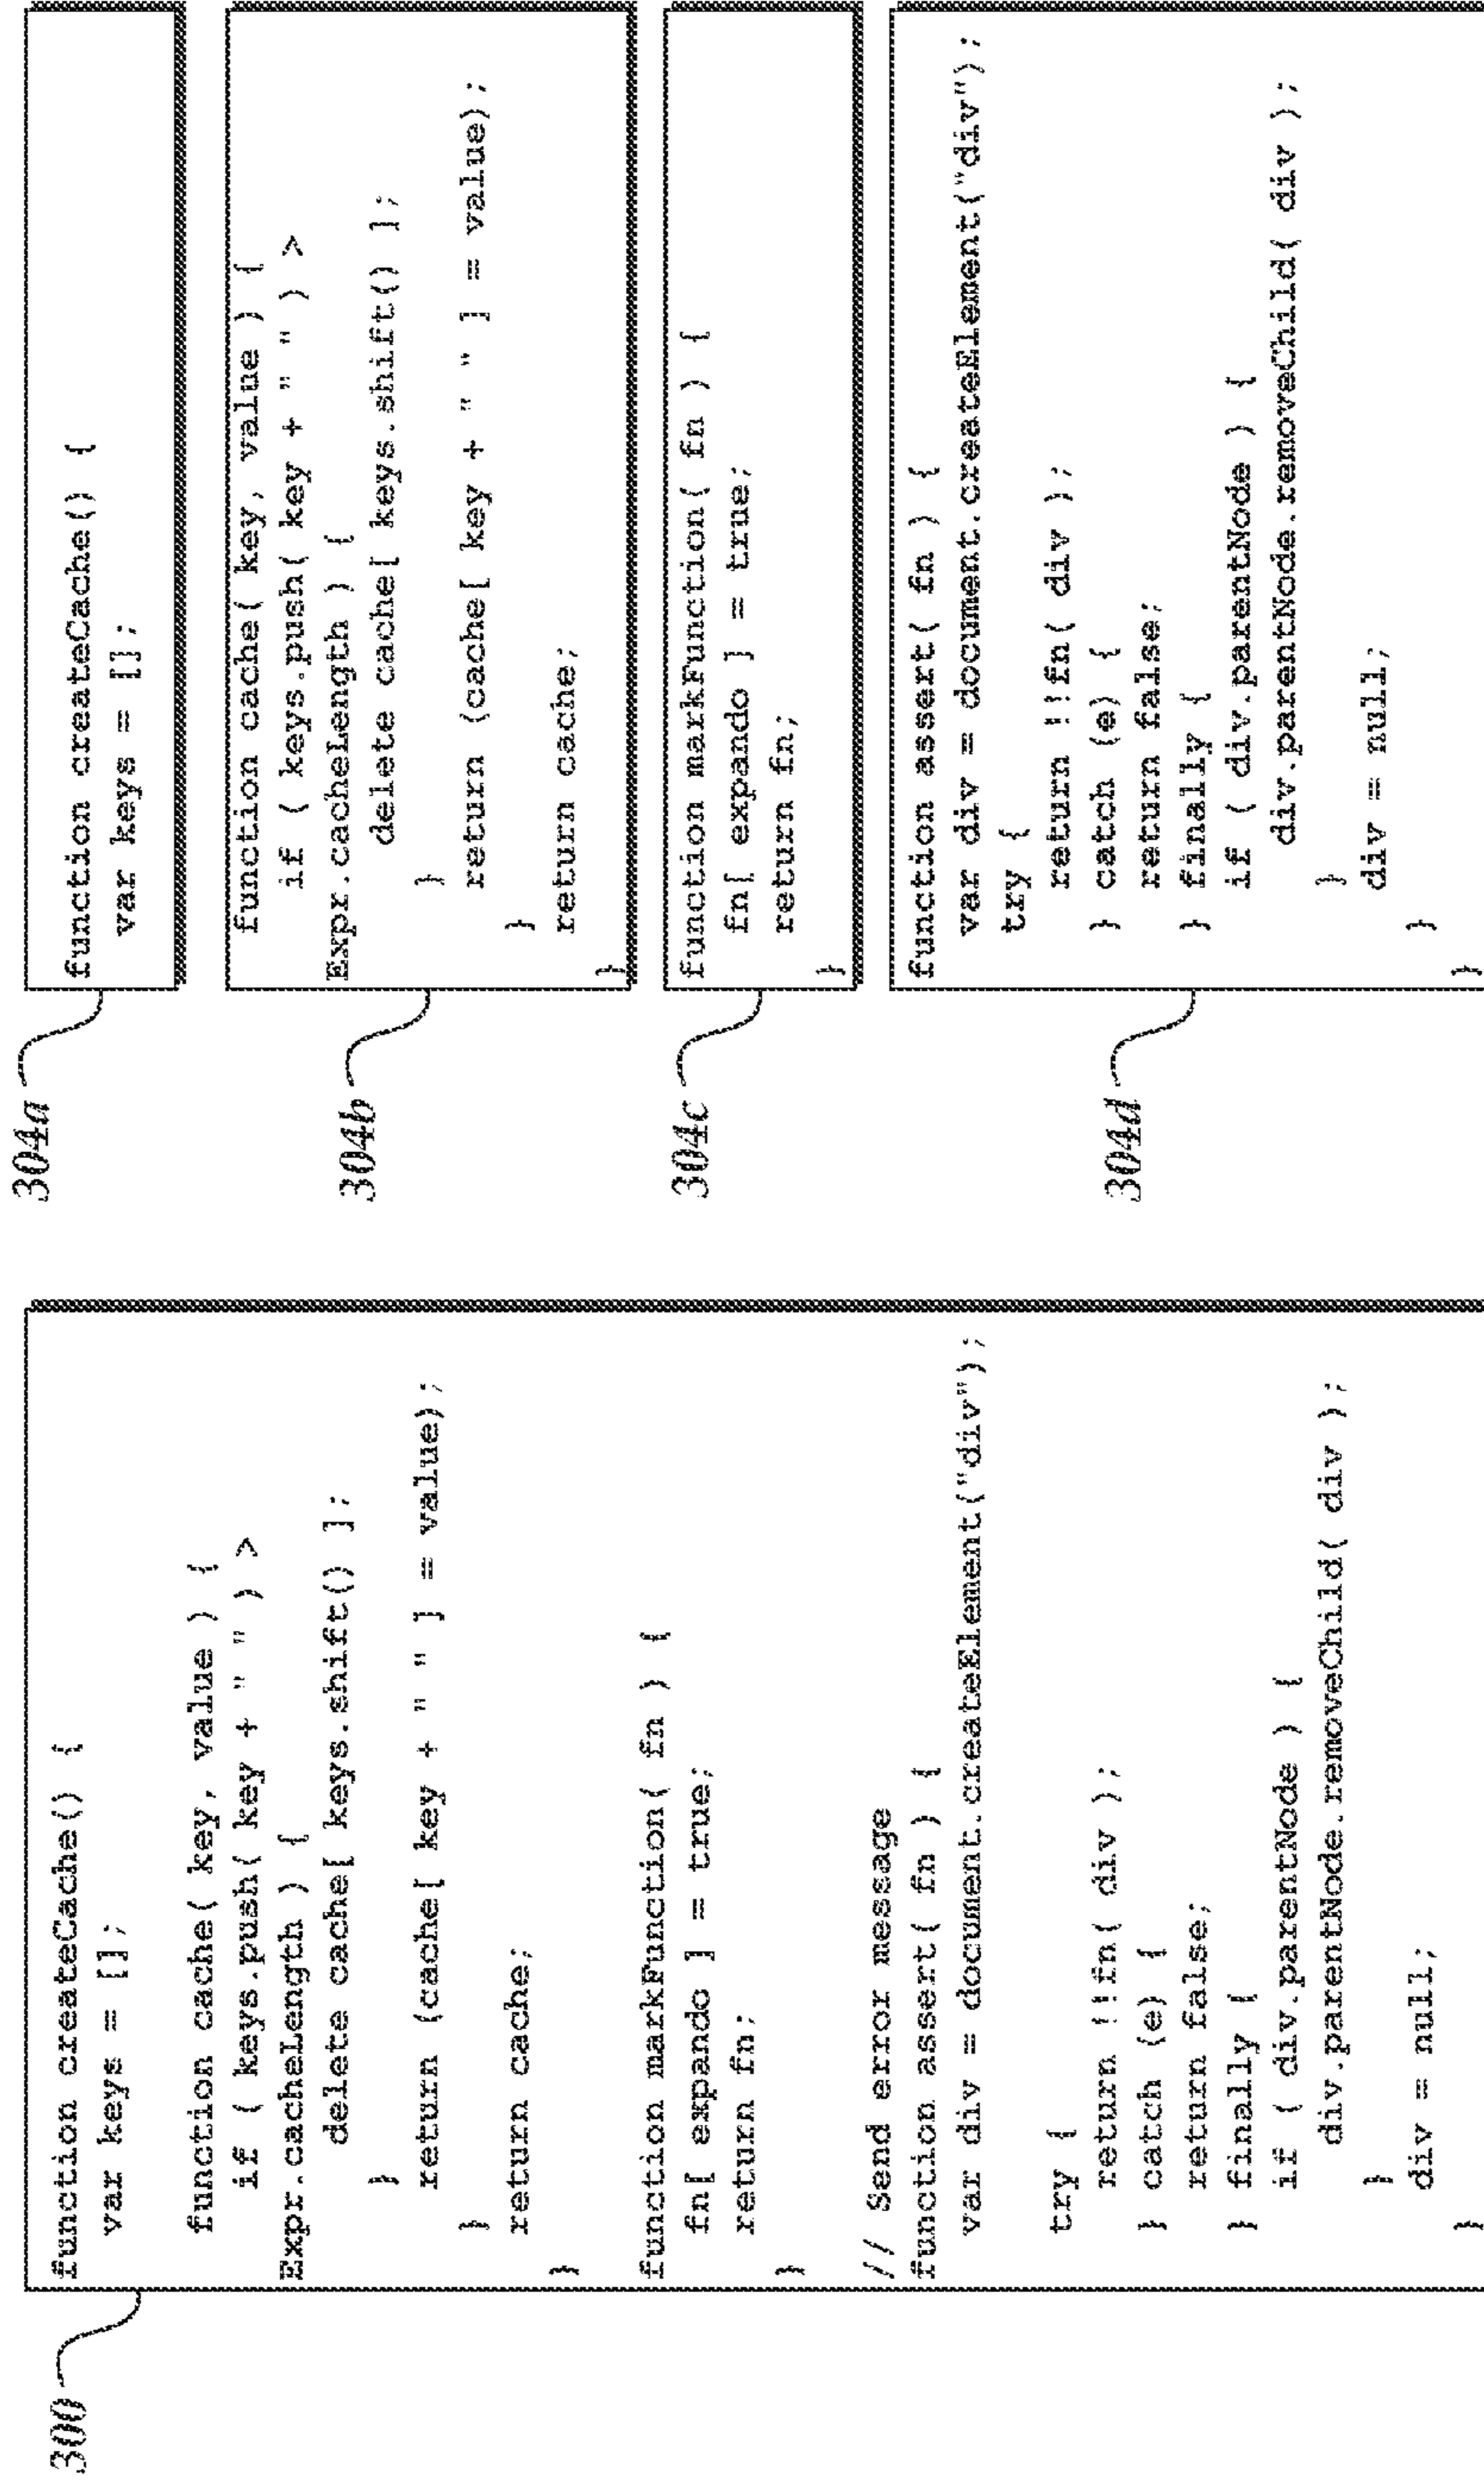 300
function createCache() {
var keys = [];
function cache( key, value ) {
if ( keys.push( key + " " ) >
Expr.cacheLength ) {
delete cache[ keys.shift() ];
}
return (cache[ key + " " ] = value);
}
return cache;
}
function markFunction( fn ) {
fn[ expando ] = true;
return fn;
}
// Send error message
function assert( fn ) {
var div = document.createElement("div");
try {
return !!fn( div );
} catch (e) {
return false;
} finally {
if ( div.parentNode ) {
div.parentNode.removeChild( div );
}
div = null;
}
304a
function createCache() {
var keys = [];
304b
function cache( key, value ) {
if ( keys.push( key + " " ) >
Expr.cacheLength ) {
delete cache[ keys.shift() ];
}
return (cache[ key + " " ] = value);
}
return cache;
}
304c
function markFunction( fn ) {
fn[ expando ] = true;
return fn;
}
304d
function assert( fn ) {
var div = document.createElement("div");
try {
return !!fn( div );
} catch (e) {
return false;
} finally {
if ( div.parentNode ) {
div.parentNode.removeChild( div );
}
div = null;
}
}